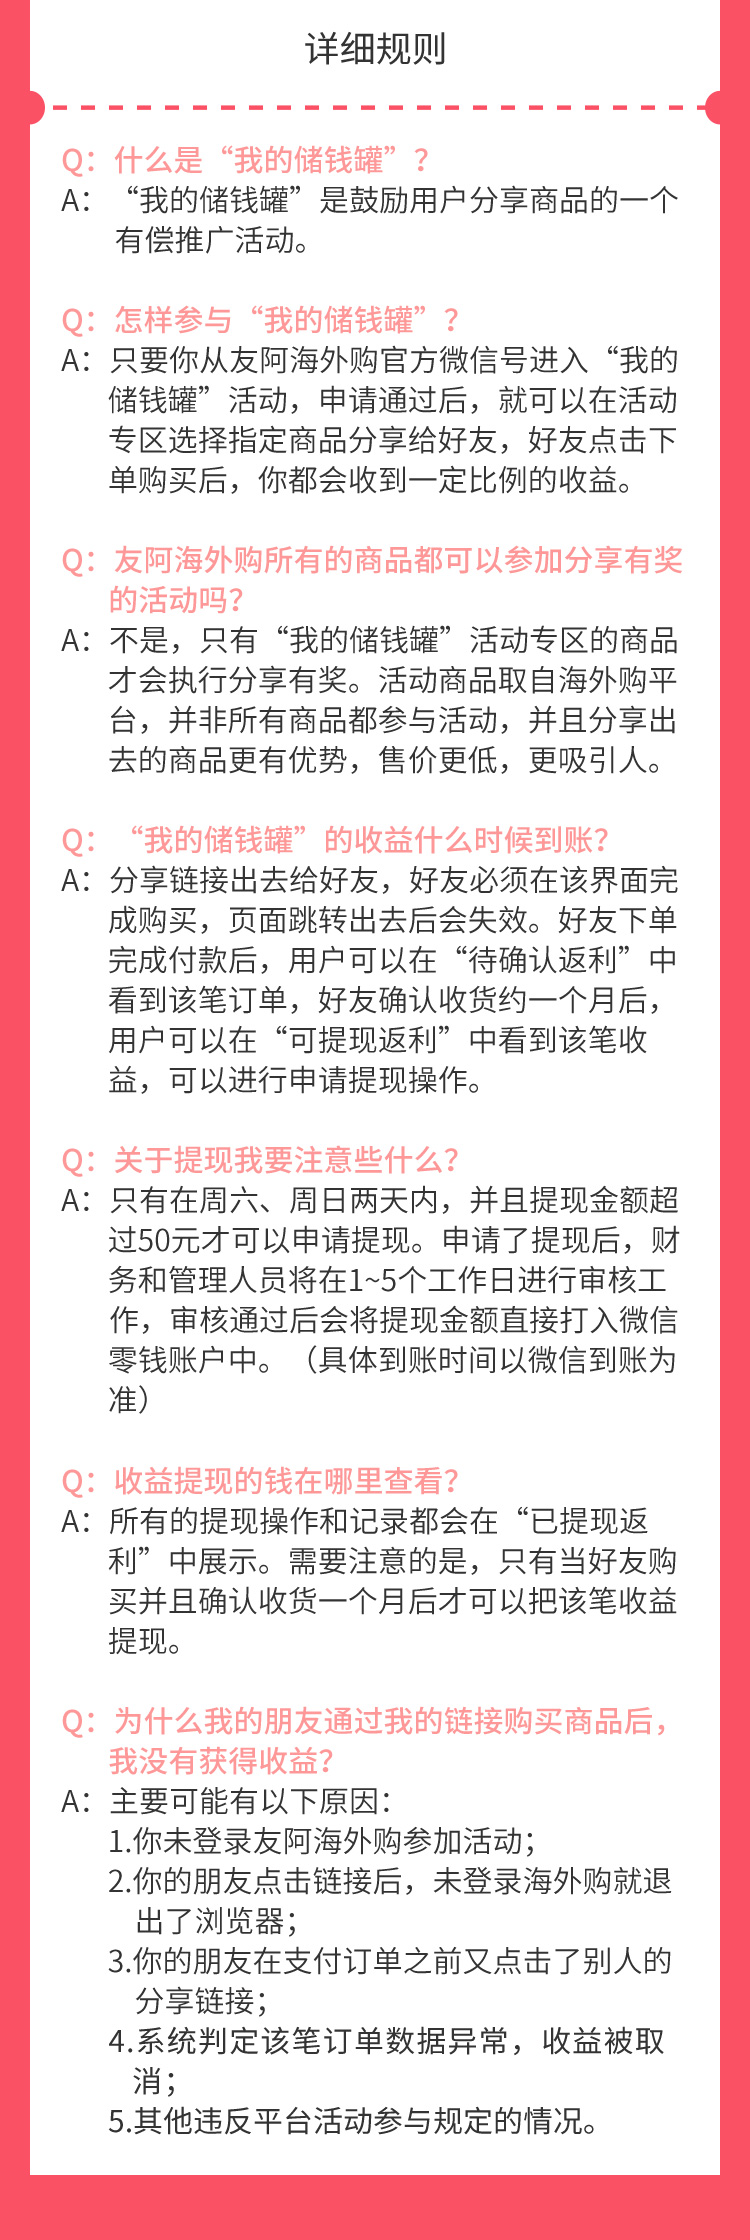 详细规则
Q：什么是“我的储钱罐”？
A：“我的储钱罐”是鼓励用户分享商品的一个
有偿推广活动。
Q：怎样参与“我的储钱罐”？
A：只要你从友阿海外购官方微信号进入“我的
储钱罐”活动，申请通过后，就可以在活动
专区选择指定商品分享给好友，好友点击下
单购买后，你都会收到一定比例的收益。
Q：友阿海外购所有的商品都可以参加分享有奖
的活动吗？
A：不是，只有“我的储钱罐”活动专区的商品
才会执行分享有奖。活动商品取自海外购平
台，并非所有商品都参与活动，并且分享出
去的商品更有优势，售价更低，更吸引人。
Q：“我的储钱罐”的收益什么时候到账？
A：分享链接出去给好友，好友必须在该界面完
成购买，页面跳转出去后会失效。好友下单
完成付款后，用户可以在“待确认返利”中
看到该笔订单，好友确认收货约一个月后，
用户可以在“可提现返利”中看到该笔收
益，可以进行申请提现操作。
Q：关于提现我要注意些什么？
A：只有在周六、周日两天内，并且提现金额超
过50元才可以申请提现。申请了提现后，财
务和管理人员将在1~5个工作日进行审核工
作，审核通过后会将提现金额直接打入微信
零钱账户中。（具体到账时间以微信到账为
准）
Q：收益提现的钱在哪里查看？
A：所有的提现操作和记录都会在“已提现返
利”中展示。需要注意的是，只有当好友购
买并且确认收货一个月后才可以把该笔收益
提现。
Q：为什么我的朋友通过我的链接购买商品后，
我没有获得收益？
A：主要可能有以下原因：
1.你未登录友阿海外购参加活动；
2.你的朋友点击链接后，未登录海外购就退
出了浏览器；
3.你的朋友在支付订单之前又点击了别人的
分享链接；
4.系统判定该笔订单数据异常，收益被取
消；
5.其他违反平台活动参与规定的情况。